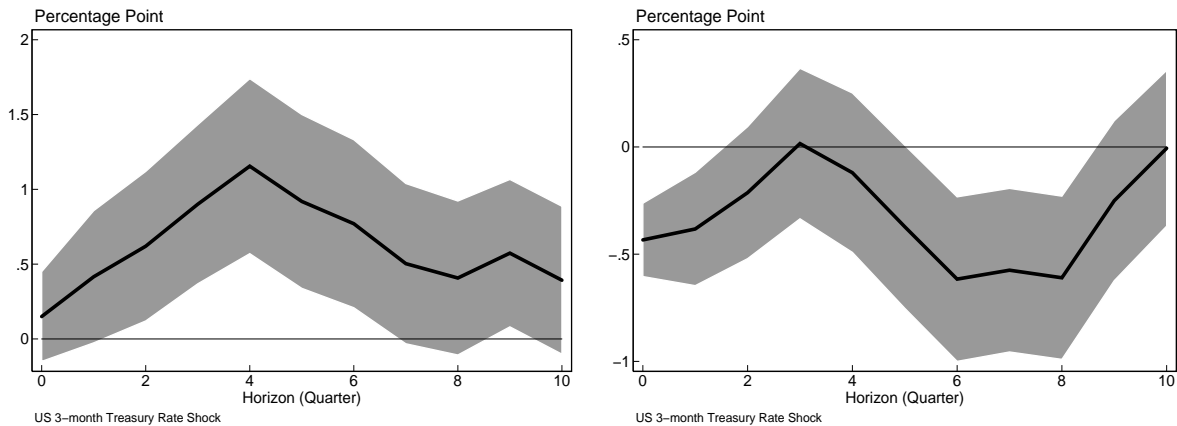 Percentage Point
2
1.5
1
.5
0
0 2 4 6 8 10
Horizon (Quarter)
US 3−month Treasury Rate Shock
Percentage Point
.5
0
−.5
−1
0 2 4 6 8 10
Horizon (Quarter)
US 3−month Treasury Rate Shock